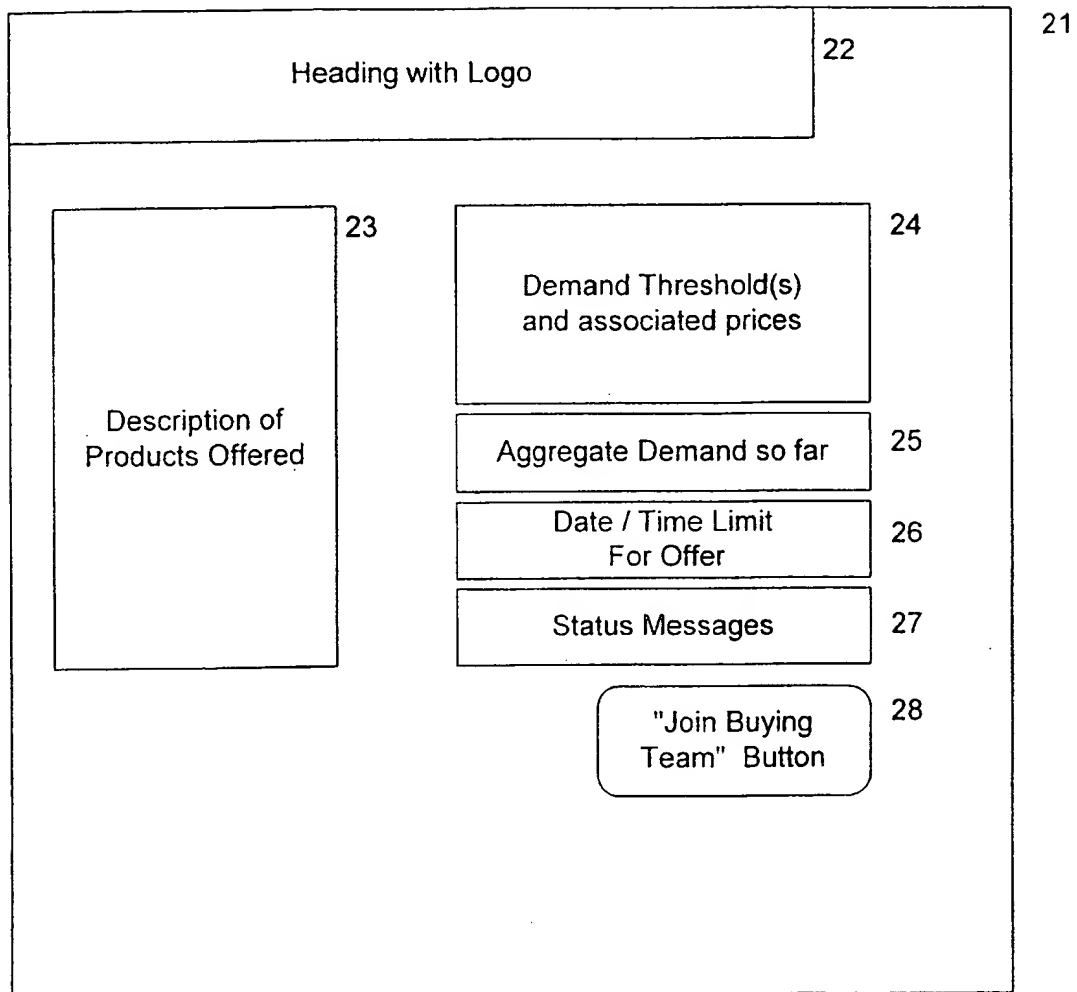 21
Heading with Logo
22
Description of
Products Offered
23
Demand Threshold(s)
and associated prices
24
Aggregate Demand so far
25
Date / Time Limit
For Offer
26
Status Messages
27
"Join Buying
Team" Button
28